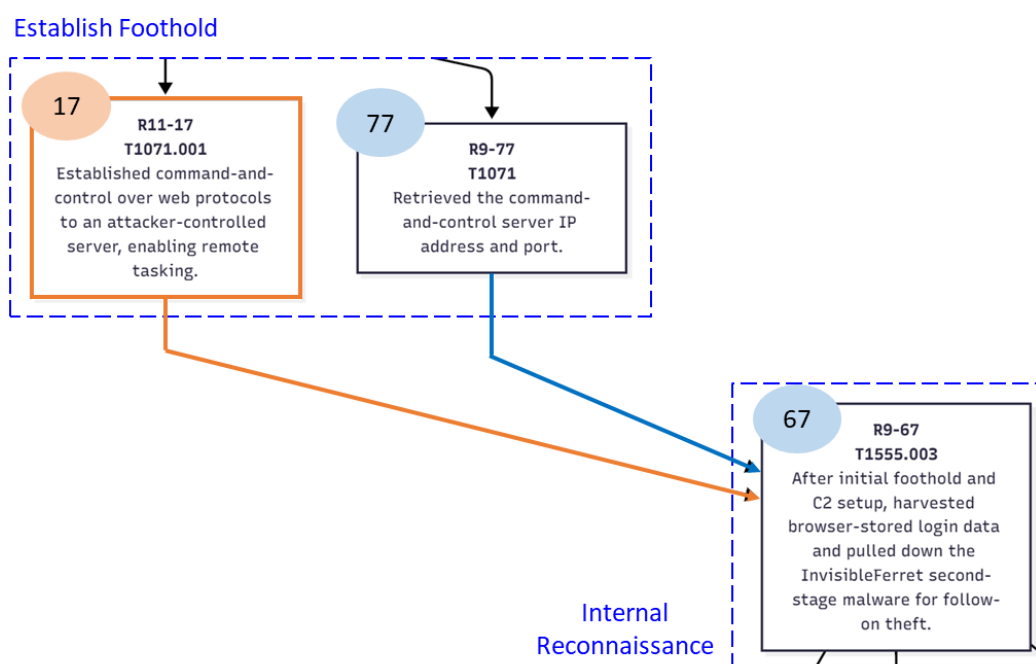 Establish Foothold
17
R11-17
T1071.001
Established command-and-
control over web protocols
to an attacker-controlled
server, enabling remote
tasking.
77
R9-77
T1071
Retrieved the command-
and-control server IP
address and port.
67
R9-67
T1555.003
After initial foothold and
C2 setup, harvested
browser-stored login data
and pulled down the
InvisibleFerret second-
stage malware for follow-
on theft.
Internal
Reconnaissance